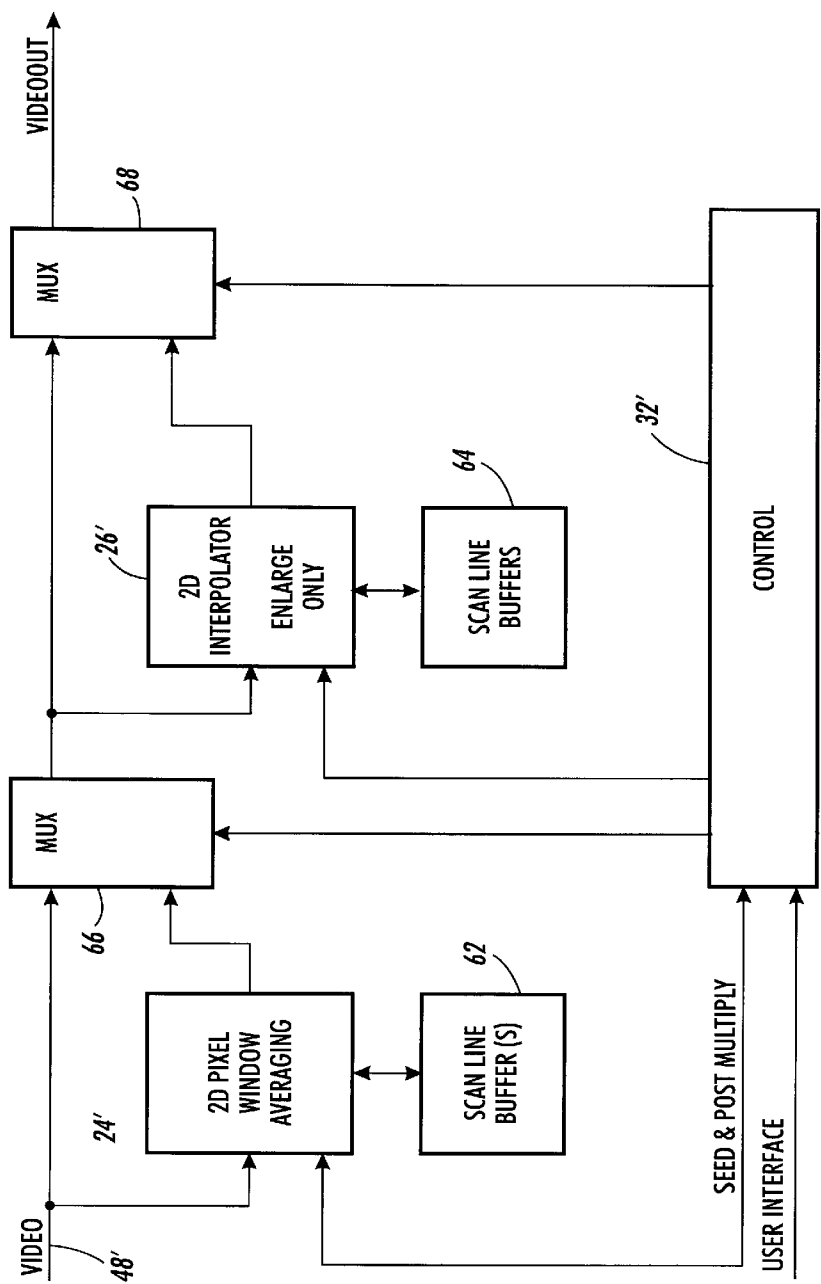 VIDEO
48'
24'
2D PIXEL
WINDOW
AVERAGING
62
SCAN LINE
BUFFER (S)
66
MUX
26'
2D
INTERPOLATOR
ENLARGE
ONLY
64
SCAN LINE
BUFFERS
MUX
68
VIDEOOUT
SEED & POST MULTIPLY
USER INTERFACE
32'
CONTROL